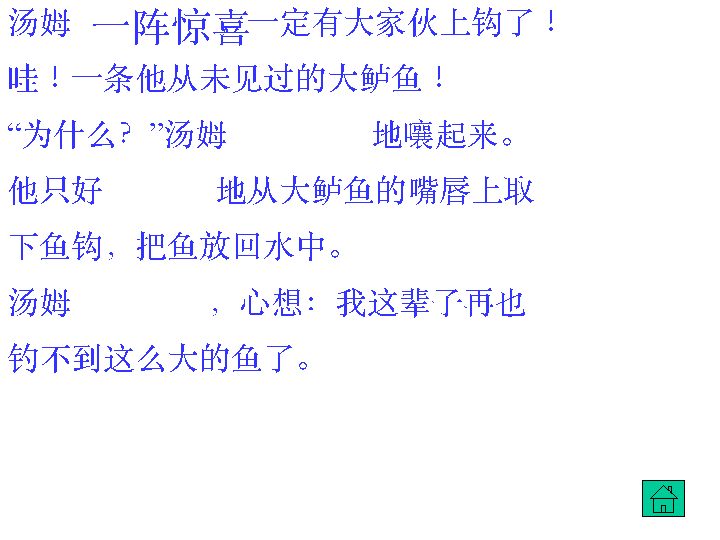 汤姆 一阵惊喜一定有大家伙上钩了！
哇！一条他从未见过的大鲈鱼！
“为什么？”汤姆 地嚷起来。
他只好 地从大鲈鱼的嘴唇上取
下鱼钩，把鱼放回水中。
汤姆 ，心想：我这辈了再也
钓不到这么大的鱼了。